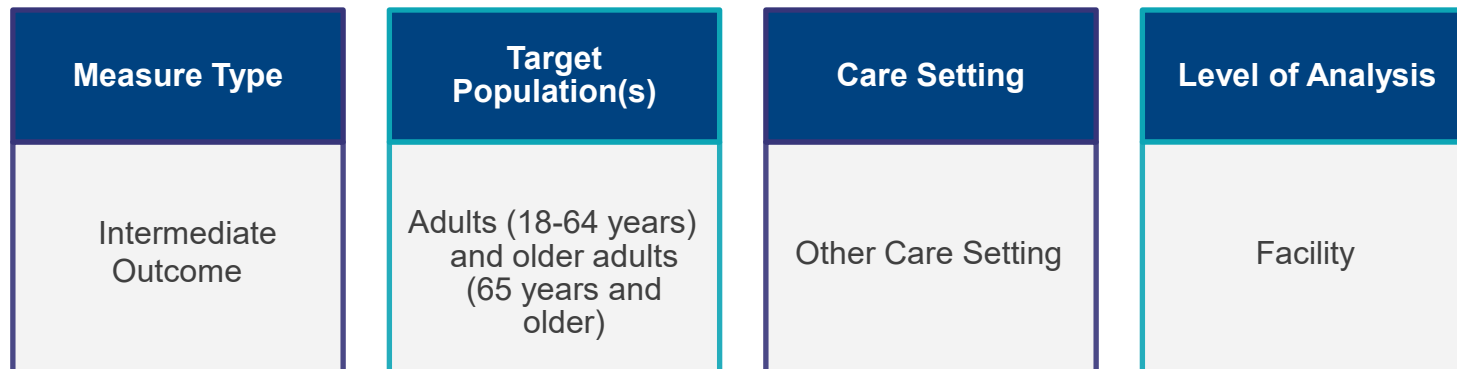 Measure Type
Intermediate
Outcome
Target
Population(s)
Adults (18-64 years)
and older adults
(65 years and
older)
Care Setting
Other Care Setting
Level of Analysis
Facility